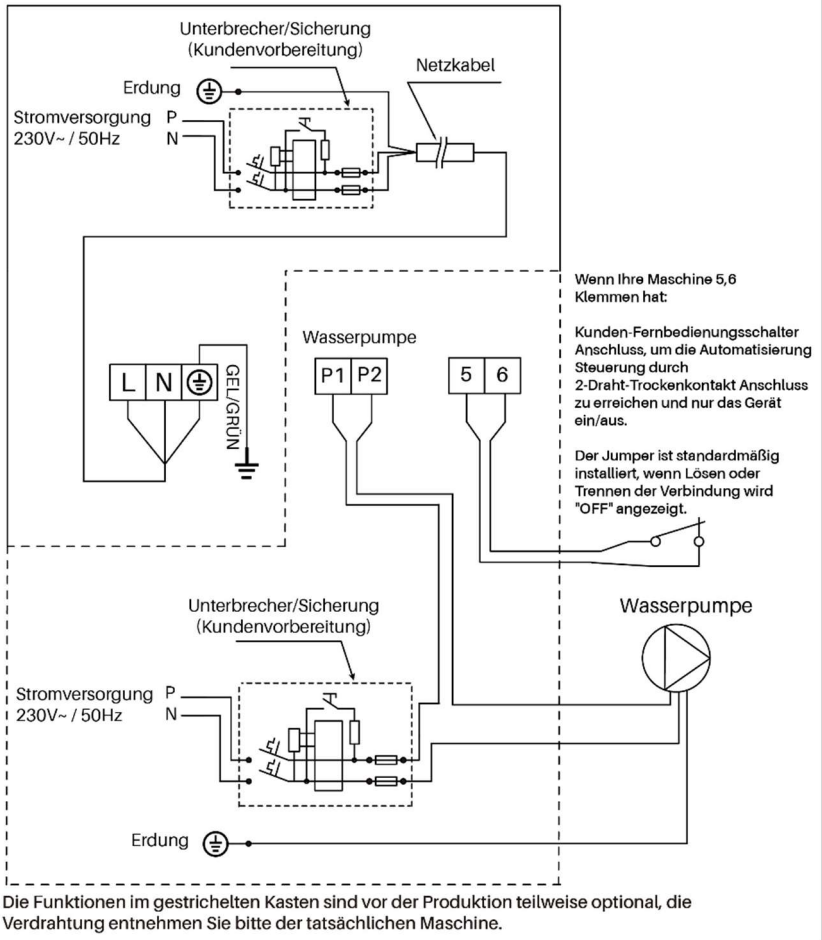 Unterbrecher/Sicherung
(Kundenvorbereitung)
Netzkabel
Erdung
Stromversorgung P
230V~ / 50Hz N
Wenn Ihre Maschine 5,6
Klemmen hat:
Kunden-Fernbedienungsschalter
Anschluss, um die Automatisierung
Steuerung durch
2-Draht-Trockenkontakt Anschluss
zu erreichen und nur das Gerät
ein/aus.
Der Jumper ist standardmäßig
installiert, wenn Lösen oder
Trennen der Verbindung wird
"OFF" angezeigt.
Wasserpumpe
L N
GEL/GRÜN
P1 P2
5 6
Unterbrecher/Sicherung
(Kundenvorbereitung)
Wasserpumpe
Stromversorgung P
230V~ / 50Hz N
Erdung
Die Funktionen im gestrichelten Kasten sind vor der Produktion teilweise optional, die
Verdrahtung entnehmen Sie bitte der tatsächlichen Maschine.